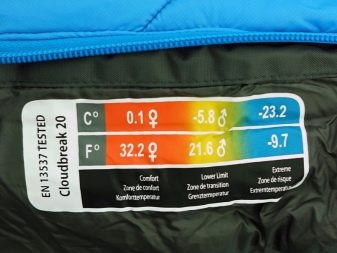 EN 13537 TESTED
Cloudbreak 20
C° 0.1 ♀ -5.8 ♂ -23.2
F° 32.2 ♀ 21.6 ♂ -9.7
Comfort Lower Limit Extreme
Zone de confort Zone de transition Zone de risque
Komforttemperatur Grenztemperatur Extremtemperatur